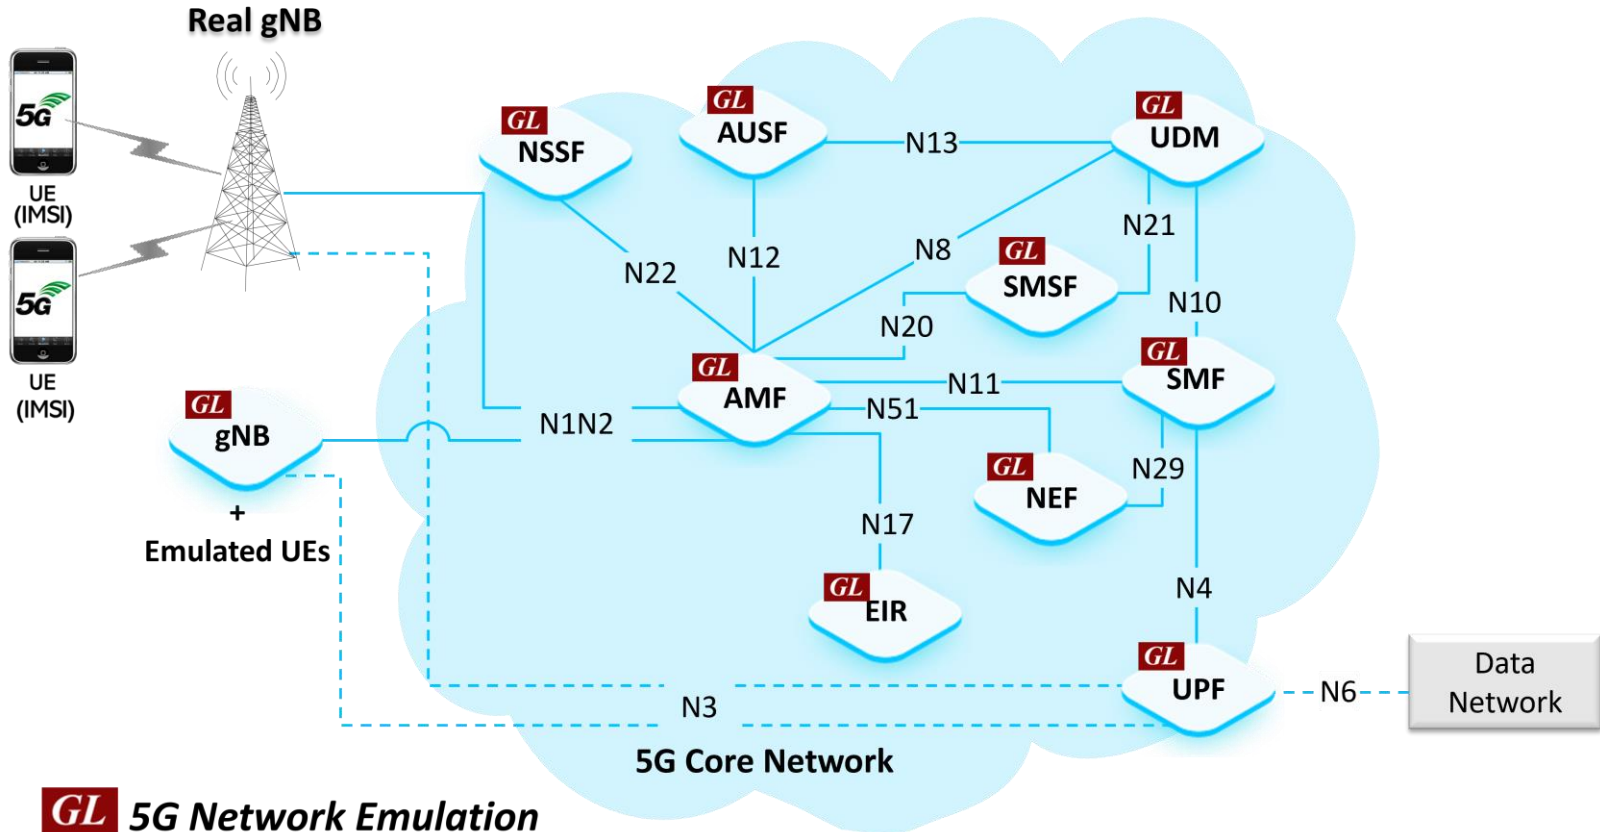 Real gNB
5G
UE
(IMSI)
5G
UE
(IMSI)
GL
NSSF
GL
AUSF
N13
GL
UDM
N22
N12
N8
GL
SMSF
N21
N20
N10
GL
AMF
N11
GL
SMF
N51
GL
gNB
+
Emulated UEs
N1N2
GL
NEF
N29
N17
GL
EIR
N4
GL
UPF
N6
Data
Network
N3
5G Core Network
GL 5G Network Emulation